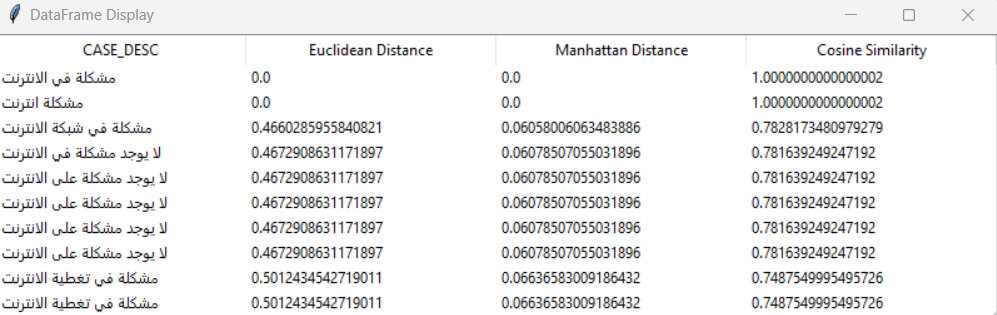 DataFrame Display
CASE_DESC Euclidean Distance Manhattan Distance Cosine Similarity
مشكلة في الانترنت 0.0 0.0 1.0000000000000002
مشكلة انترنت 0.0 0.0 1.0000000000000002
مشكلة في شبكة الانترنت 0.4660285955840821 0.06058006063483886 0.7828173480979279
لا يوجد مشكلة في الانترنت 0.4672908631171897 0.06078507055031896 0.781639249247192
لا يوجد مشكلة على الانترنت 0.4672908631171897 0.06078507055031896 0.781639249247192
لا يوجد مشكلة على الانترنت 0.4672908631171897 0.06078507055031896 0.781639249247192
لا يوجد مشكلة على الانترنت 0.4672908631171897 0.06078507055031896 0.781639249247192
لا يوجد مشكلة على الانترنت 0.4672908631171897 0.06078507055031896 0.781639249247192
مشكلة في تغطية الانترنت 0.5012434542719011 0.06636583009186432 0.7487549995495726
مشكلة في تغطية الانترنت 0.5012434542719011 0.06636583009186432 0.7487549995495726